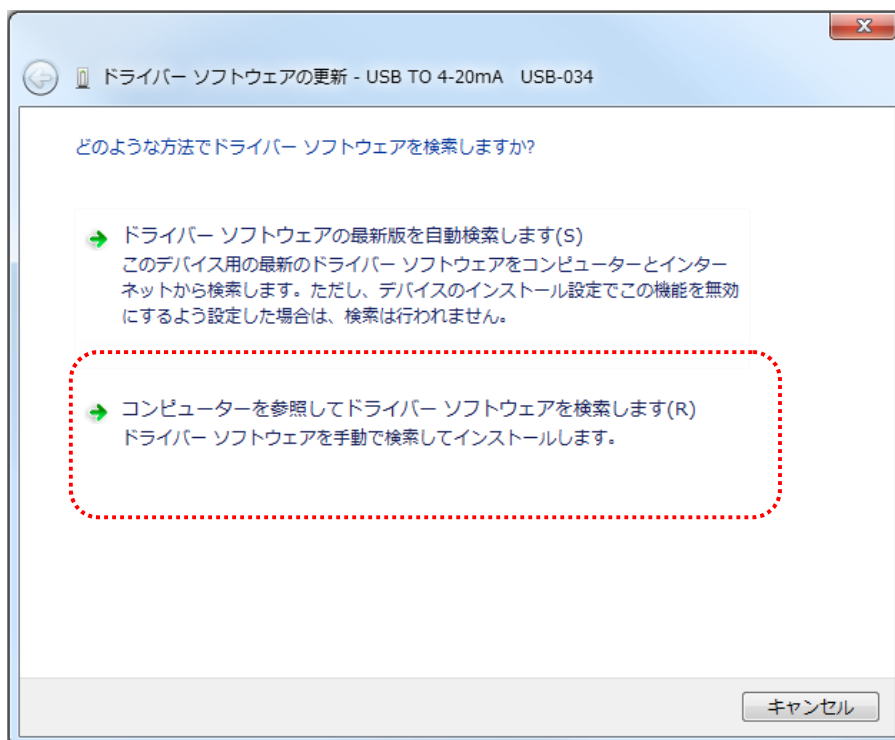 ドライバー ソフトウェアの更新 - USB TO 4-20mA　USB-034
どのような方法でドライバー ソフトウェアを検索しますか?
ドライバー ソフトウェアの最新版を自動検索します(S)
このデバイス用の最新のドライバー ソフトウェアをコンピューターとインター
ネットから検索します。ただし、デバイスのインストール設定でこの機能を無効
にするよう設定した場合は、検索は行われません。
コンピューターを参照してドライバー ソフトウェアを検索します(R)
ドライバー ソフトウェアを手動で検索してインストールします。
キャンセル